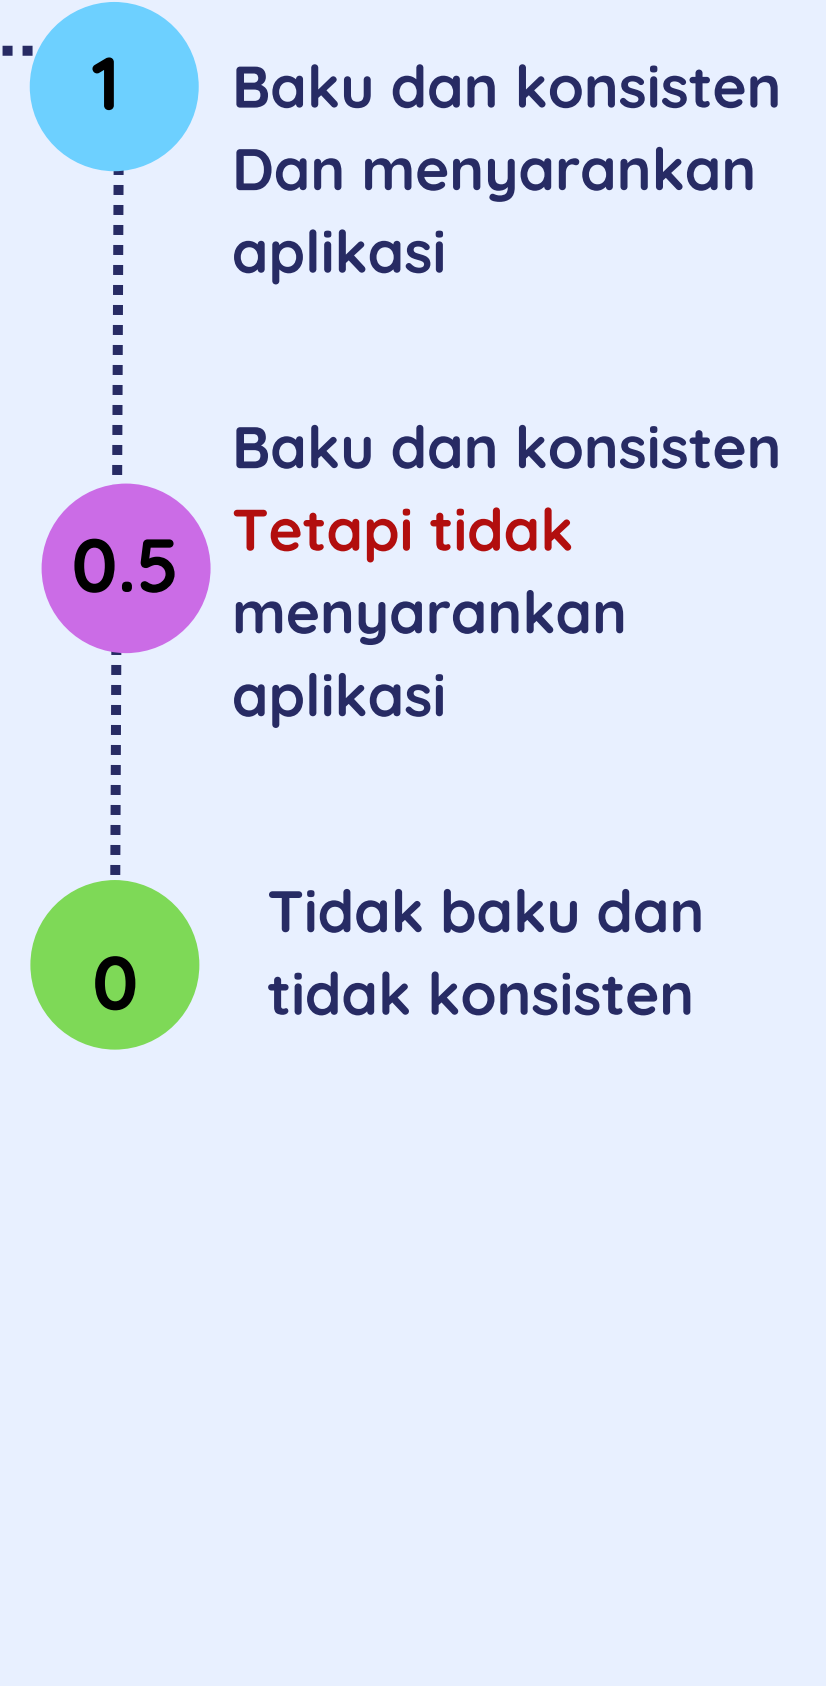 1
Baku dan konsisten
Dan menyarankan
aplikasi
0.5
Baku dan konsisten
Tetapi tidak
menyarankan
aplikasi
0
Tidak baku dan
tidak konsisten